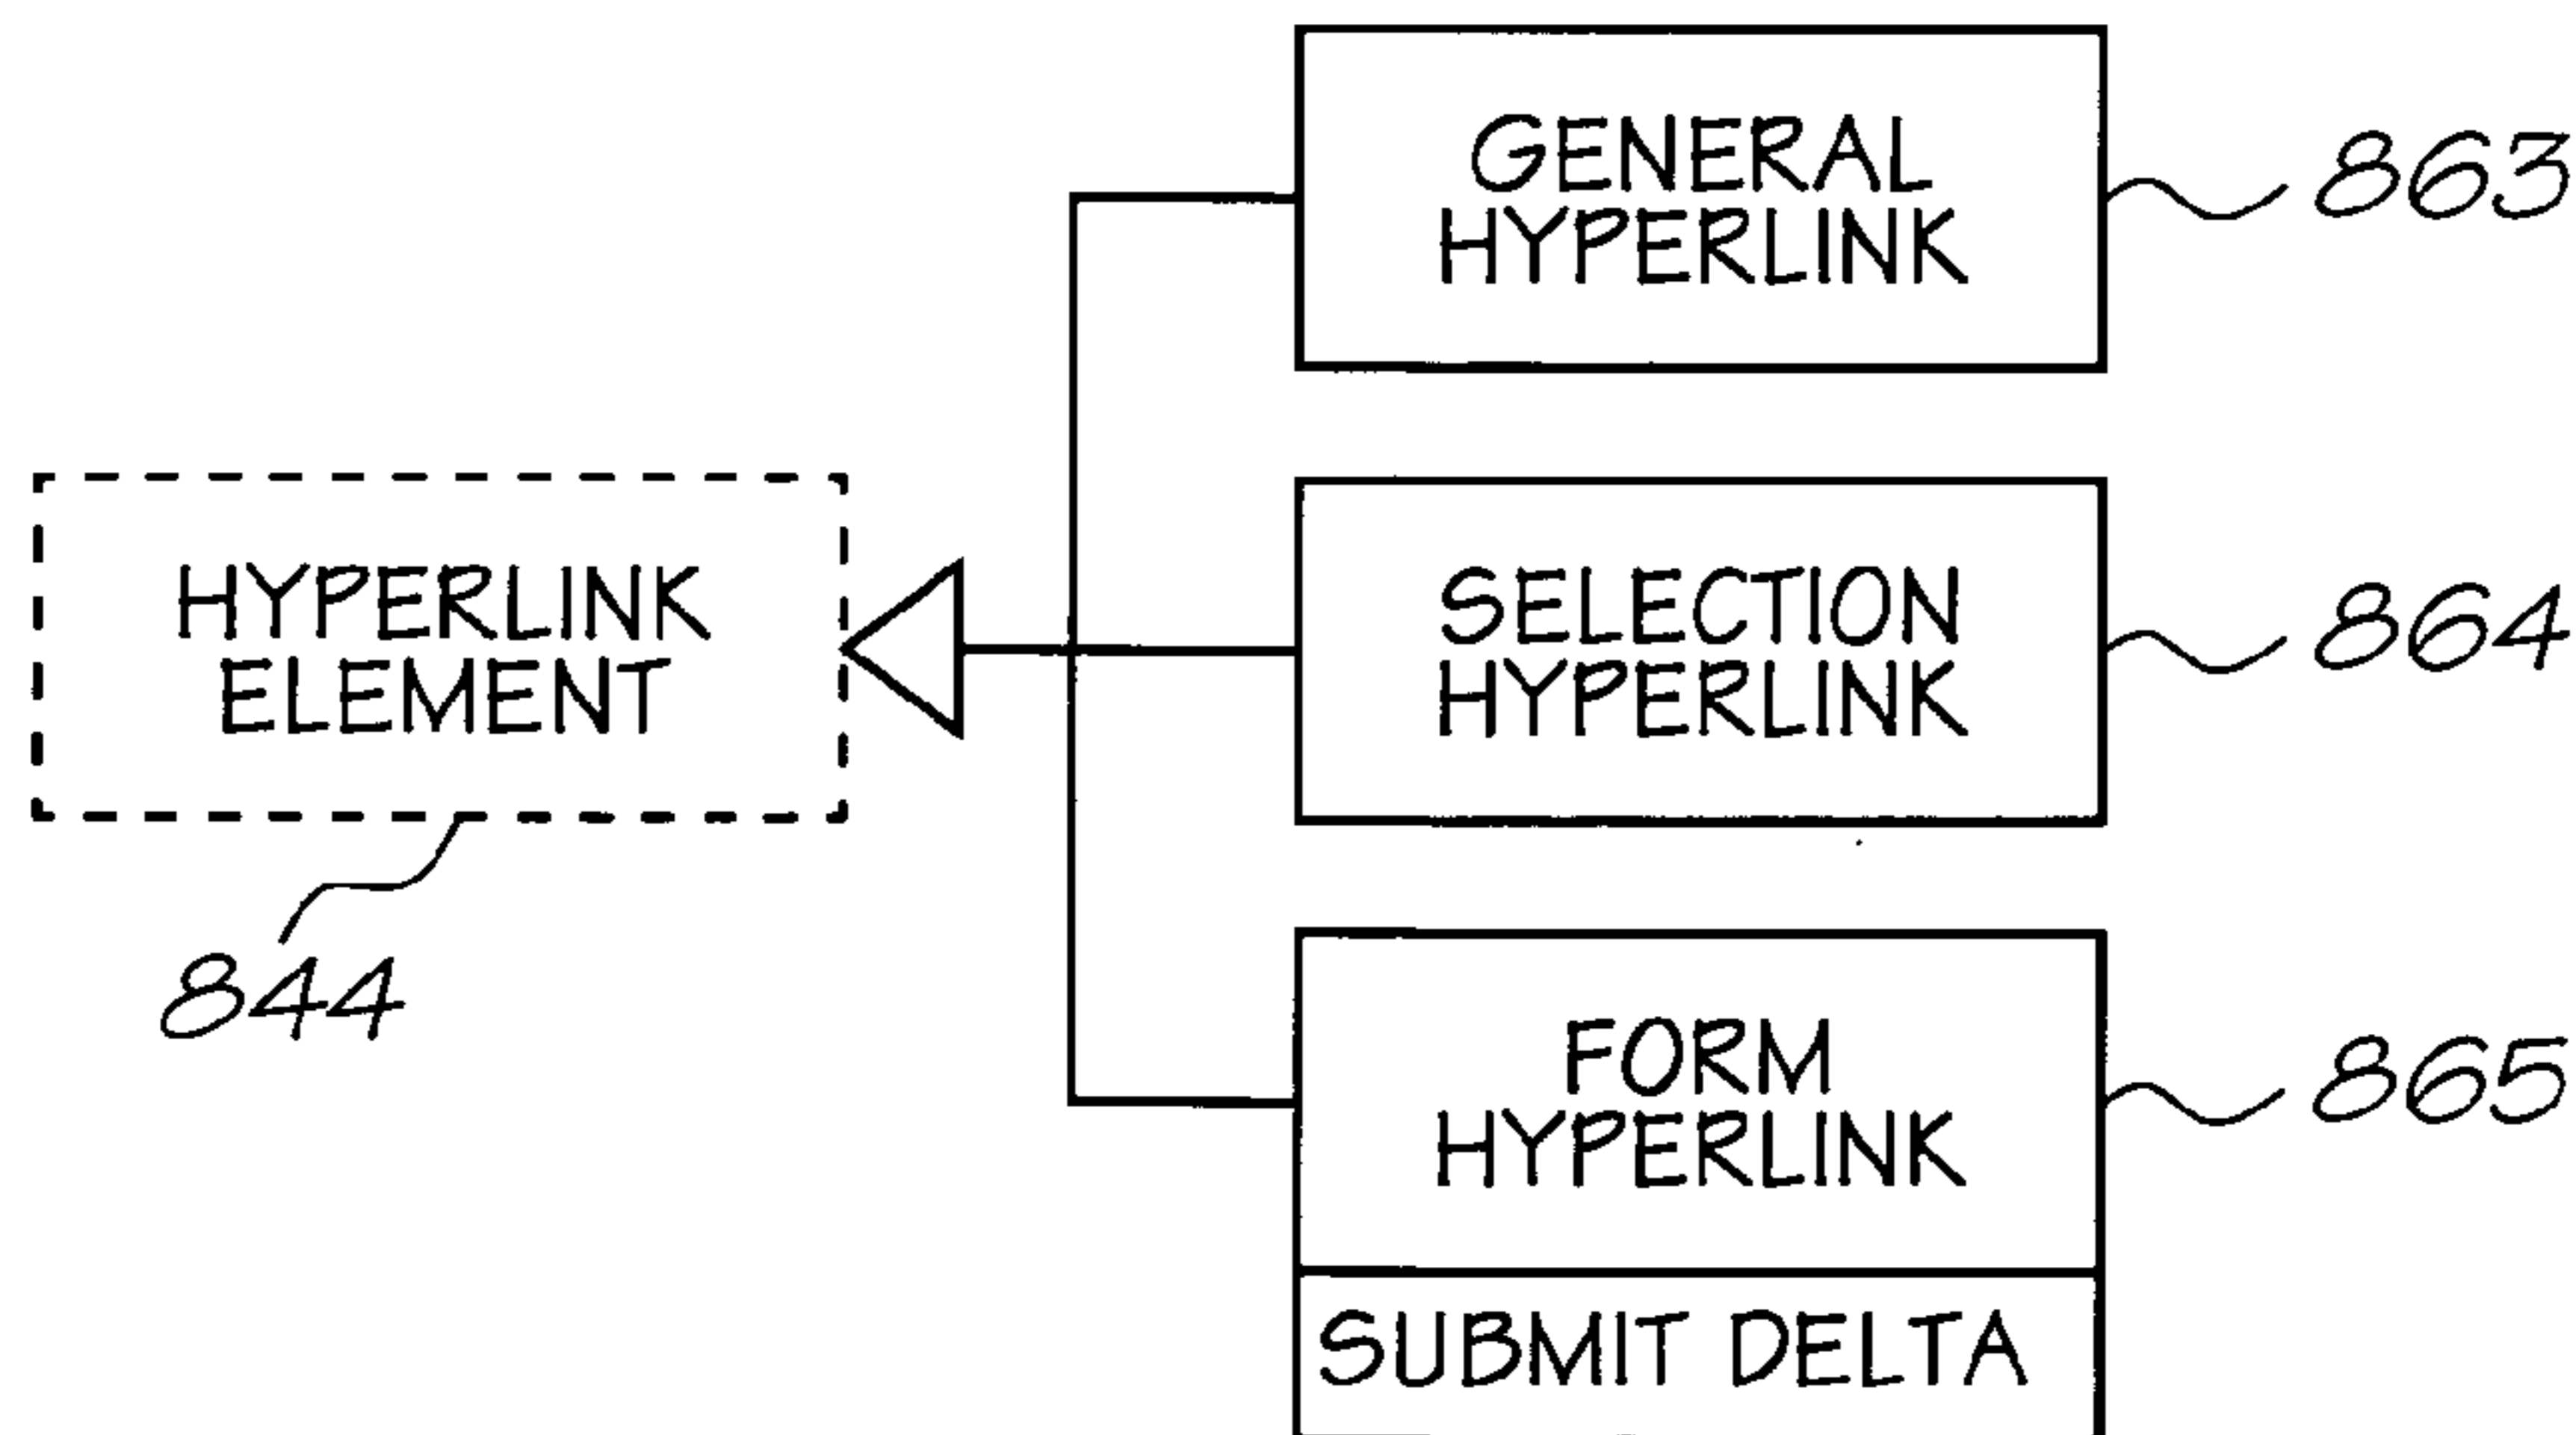 GENERAL
HYPERLINK
863
HYPERLINK
ELEMENT
844
SELECTION
HYPERLINK
864
FORM
HYPERLINK
865
SUBMIT DELTA